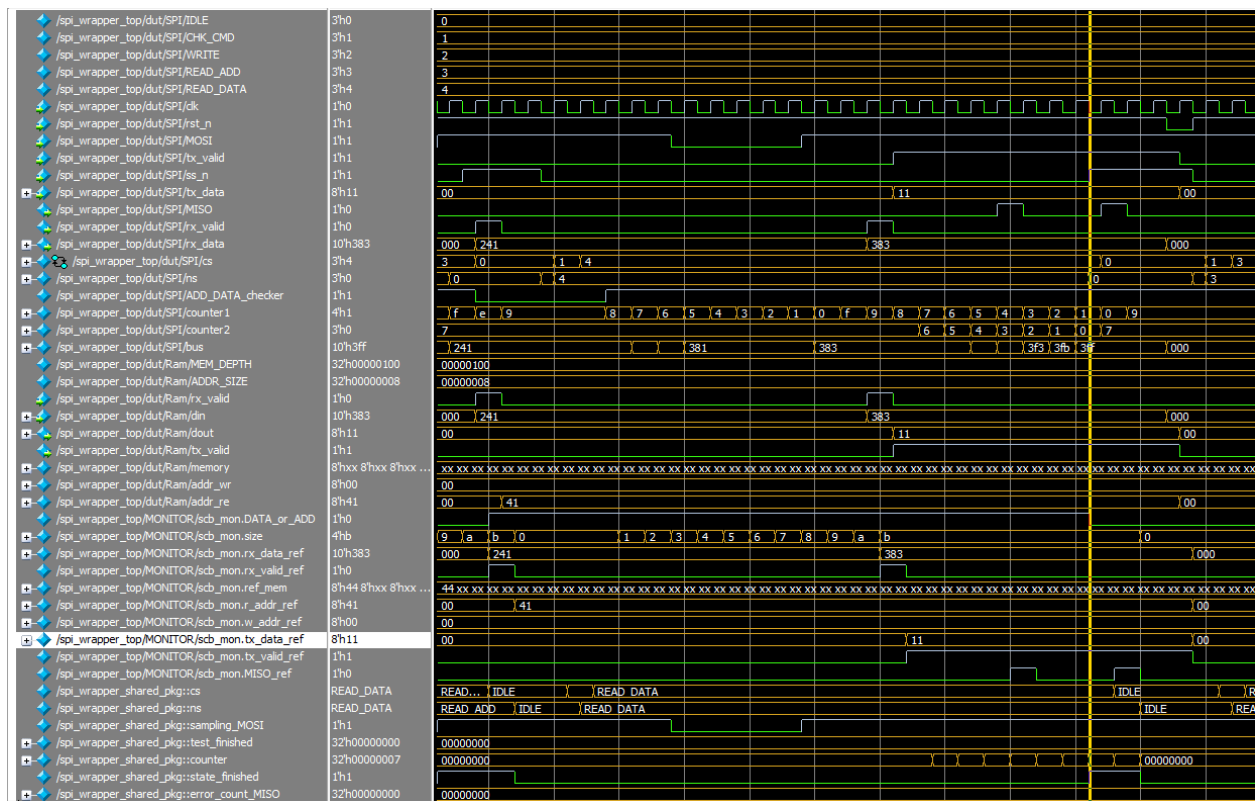 /spi_wrapper_top/dut/SPI/IDLE 3'h0 0
/spi_wrapper_top/dut/SPI/CHK_CMD 3'h1 1
/spi_wrapper_top/dut/SPI/WRITE 3'h2 2
/spi_wrapper_top/dut/SPI/READ_ADD 3'h3 3
/spi_wrapper_top/dut/SPI/READ_DATA 3'h4 4
/spi_wrapper_top/dut/SPI/clk 1'h0
/spi_wrapper_top/dut/SPI/rst_n 1'h1
/spi_wrapper_top/dut/SPI/MOSI 1'h1
/spi_wrapper_top/dut/SPI/tx_valid 1'h1
/spi_wrapper_top/dut/SPI/ss_n 1'h1
/spi_wrapper_top/dut/SPI/tx_data 8'h11 00 11 00
/spi_wrapper_top/dut/SPI/MISO 1'h0
/spi_wrapper_top/dut/SPI/rx_valid 1'h0
/spi_wrapper_top/dut/SPI/rx_data 10'h383 000 241 383 000
/spi_wrapper_top/dut/SPI/cs 3'h4 3 0 1 4 0 1 3
/spi_wrapper_top/dut/SPI/ns 3'h0 0 4 0 3
/spi_wrapper_top/dut/SPI/ADD_DATA_checker 1'h1
/spi_wrapper_top/dut/SPI/counter1 4'h1 f e 9 8 7 6 5 4 3 2 1 0 f 9 8 7 6 5 4 3 2 1 0 9
/spi_wrapper_top/dut/SPI/counter2 3'h0 7 6 5 4 3 2 1 0 7
/spi_wrapper_top/dut/SPI/bus 10'h3ff 241 381 383 3f3 3fb 3ff 000
/spi_wrapper_top/dut/Ram/MEM_DEPTH 32'h00000100 00000100
/spi_wrapper_top/dut/Ram/ADDR_SIZE 32'h00000008 00000008
/spi_wrapper_top/dut/Ram/rx_valid 1'h0
/spi_wrapper_top/dut/Ram/din 10'h383 000 241 383 000
/spi_wrapper_top/dut/Ram/dout 8'h11 00 11 00
/spi_wrapper_top/dut/Ram/tx_valid 1'h1
/spi_wrapper_top/dut/Ram/memory 8'hxx 8'hxx 8'hxx ...
/spi_wrapper_top/dut/Ram/addr_wr 8'h00 00
/spi_wrapper_top/dut/Ram/addr_re 8'h41 00 41 00
/spi_wrapper_top/MONITOR/scb_mon.DATA_or_ADD 1'h0
/spi_wrapper_top/MONITOR/scb_mon.size 4'hb 9 a b 0 1 2 3 4 5 6 7 8 9 a b 0
/spi_wrapper_top/MONITOR/scb_mon.rx_data_ref 10'h383 000 241 383 000
/spi_wrapper_top/MONITOR/scb_mon.rx_valid_ref 1'h0
/spi_wrapper_top/MONITOR/scb_mon.ref_mem 8'h44 8'hxx 8'hxx ...
/spi_wrapper_top/MONITOR/scb_mon.r_addr_ref 8'h41 00 41 00
/spi_wrapper_top/MONITOR/scb_mon.w_addr_ref 8'h00 00
/spi_wrapper_top/MONITOR/scb_mon.tx_data_ref 8'h11 00 11 00
/spi_wrapper_top/MONITOR/scb_mon.tx_valid_ref 1'h1
/spi_wrapper_top/MONITOR/scb_mon.MISO_ref 1'h0
/spi_wrapper_shared_pkg::cs READ_DATA READ... IDLE READ_DATA IDLE R
/spi_wrapper_shared_pkg::ns READ_DATA READ_ADD IDLE READ_DATA IDLE REA
/spi_wrapper_shared_pkg::sampling_MOSI 1'h1
/spi_wrapper_shared_pkg::test_finished 32'h00000000 00000000
/spi_wrapper_shared_pkg::counter 32'h00000007 00000000 00000000
/spi_wrapper_shared_pkg::state_finished 1'h1
/spi_wrapper_shared_pkg::error_count_MISO 32'h00000000 00000000